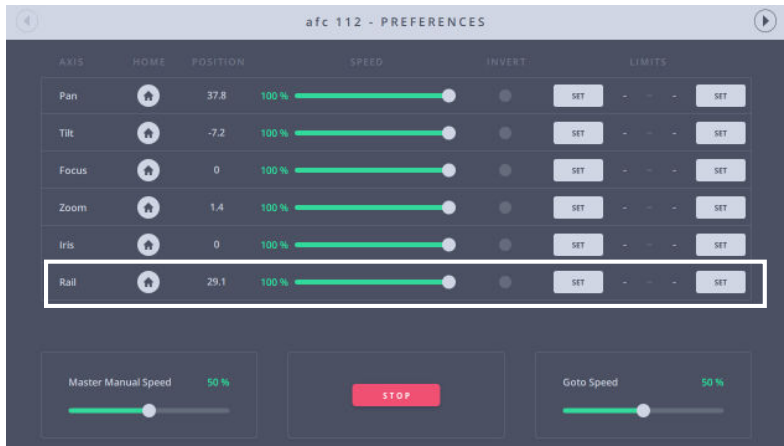 afc 112 - PREFERENCES
AXIS HOME POSITION SPEED INVERT LIMITS
Pan 37.8 100 % SET - - - SET
Tilt -7.2 100 % SET - - - SET
Focus 0 100 % SET - - - SET
Zoom 1.4 100 % SET - - - SET
Iris 0 100 % SET - - - SET
Rail 29.1 100 % SET - - - SET
Master Manual Speed 50 % STOP Goto Speed 50 %